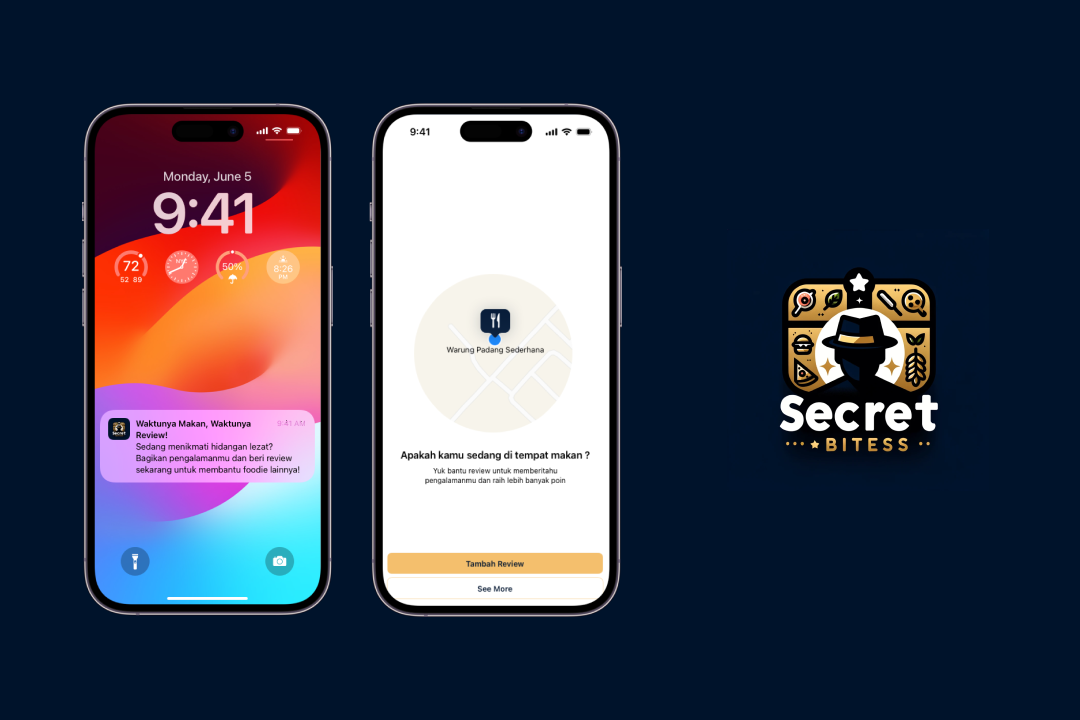 Monday, June 5
9:41
72
52 89
NYC
50%
8:26
PM
Waktunya Makan, Waktunya
Review!
9:41 AM
Sedang menikmati hidangan lezat?
Bagikan pengalamanmu dan beri review
sekarang untuk membantu foodie lainnya!
9:41
Warung Padang Sederhana
Apakah kamu sedang di tempat makan ?
Yuk bantu review untuk memberitahu
pengalamanmu dan raih lebih banyak poin
Tambah Review
See More
Secret
BITESS